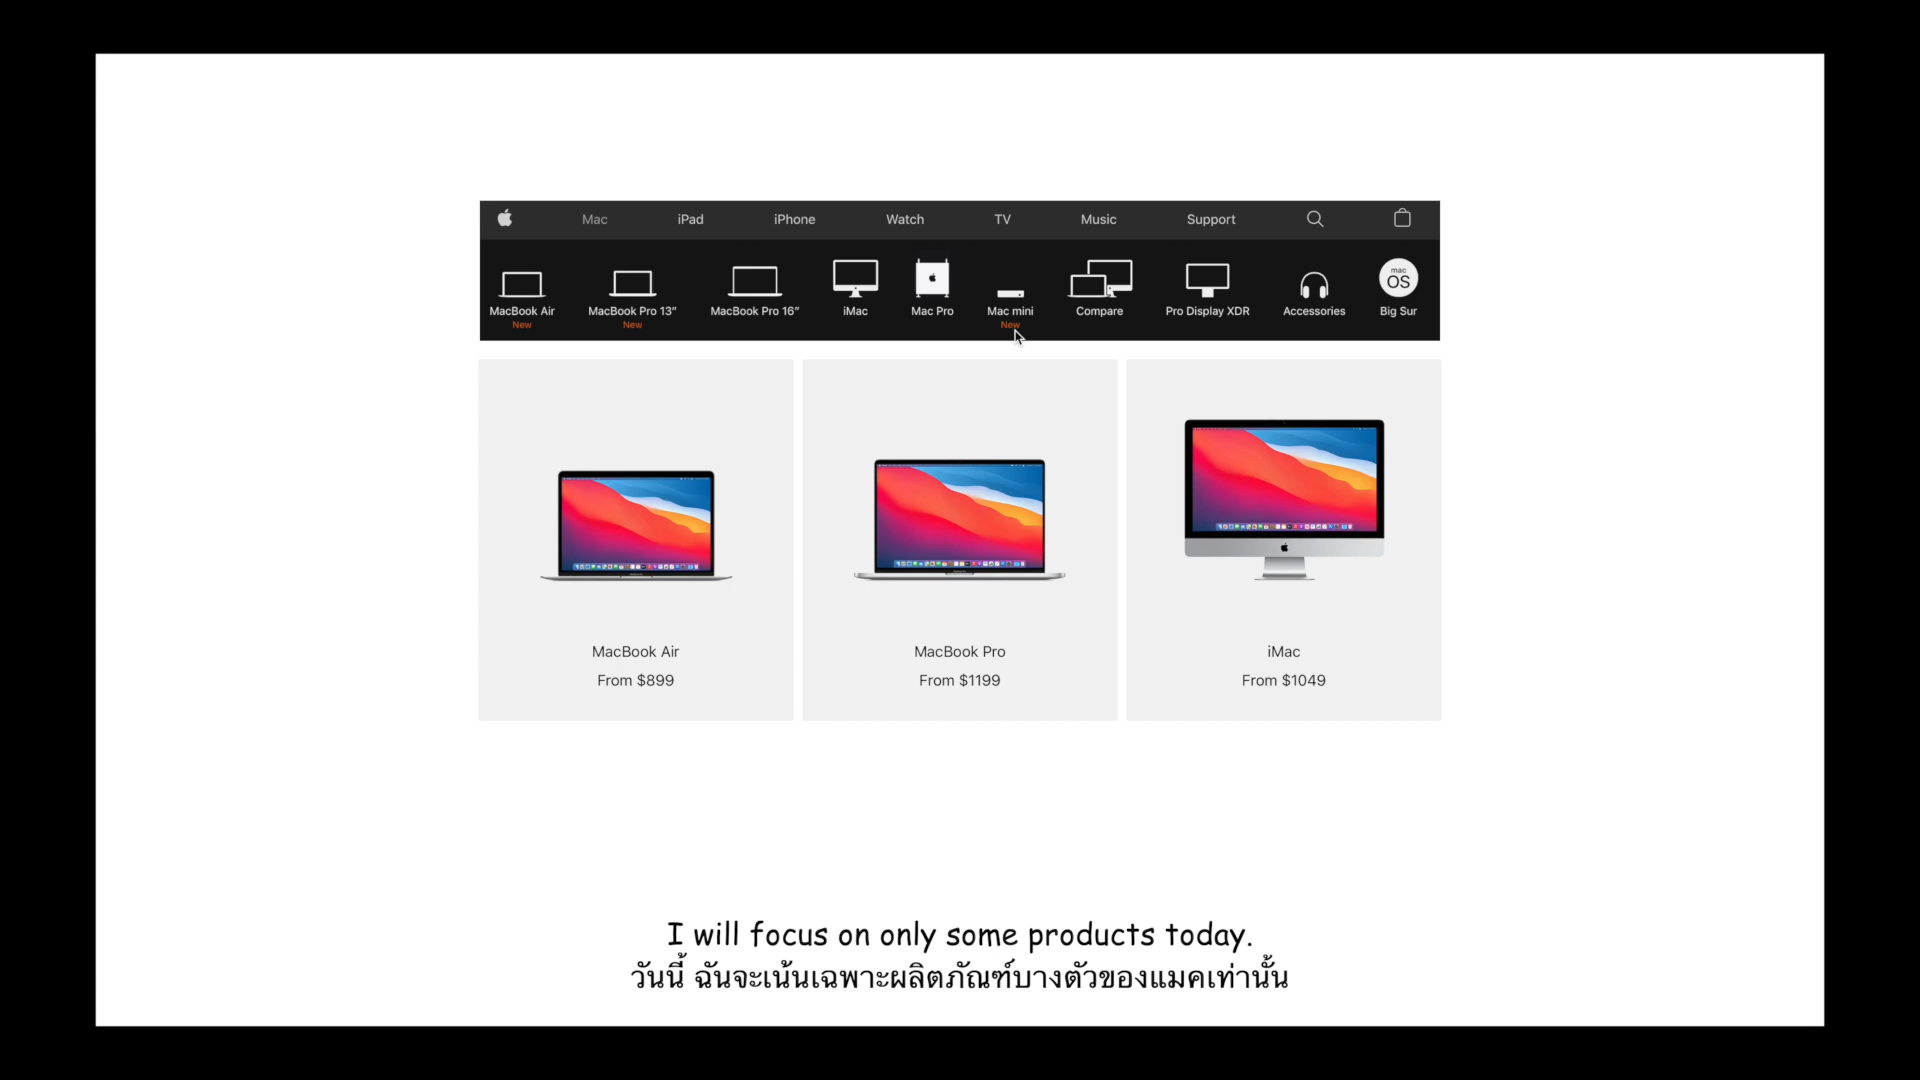 Mac iPad iPhone Watch TV Music Support
mac
OS
MacBook Air MacBook Pro 13” MacBook Pro 16” iMac Mac Pro Mac mini Compare Pro Display XDR Accessories Big Sur
New New New
MacBook Air MacBook Pro iMac
From $899 From $1199 From $1049
I will focus on only some products today.
วันนี้ ฉันจะเน้นเฉพาะผลิตภัณฑ์บางตัวของแมคเท่านั้น